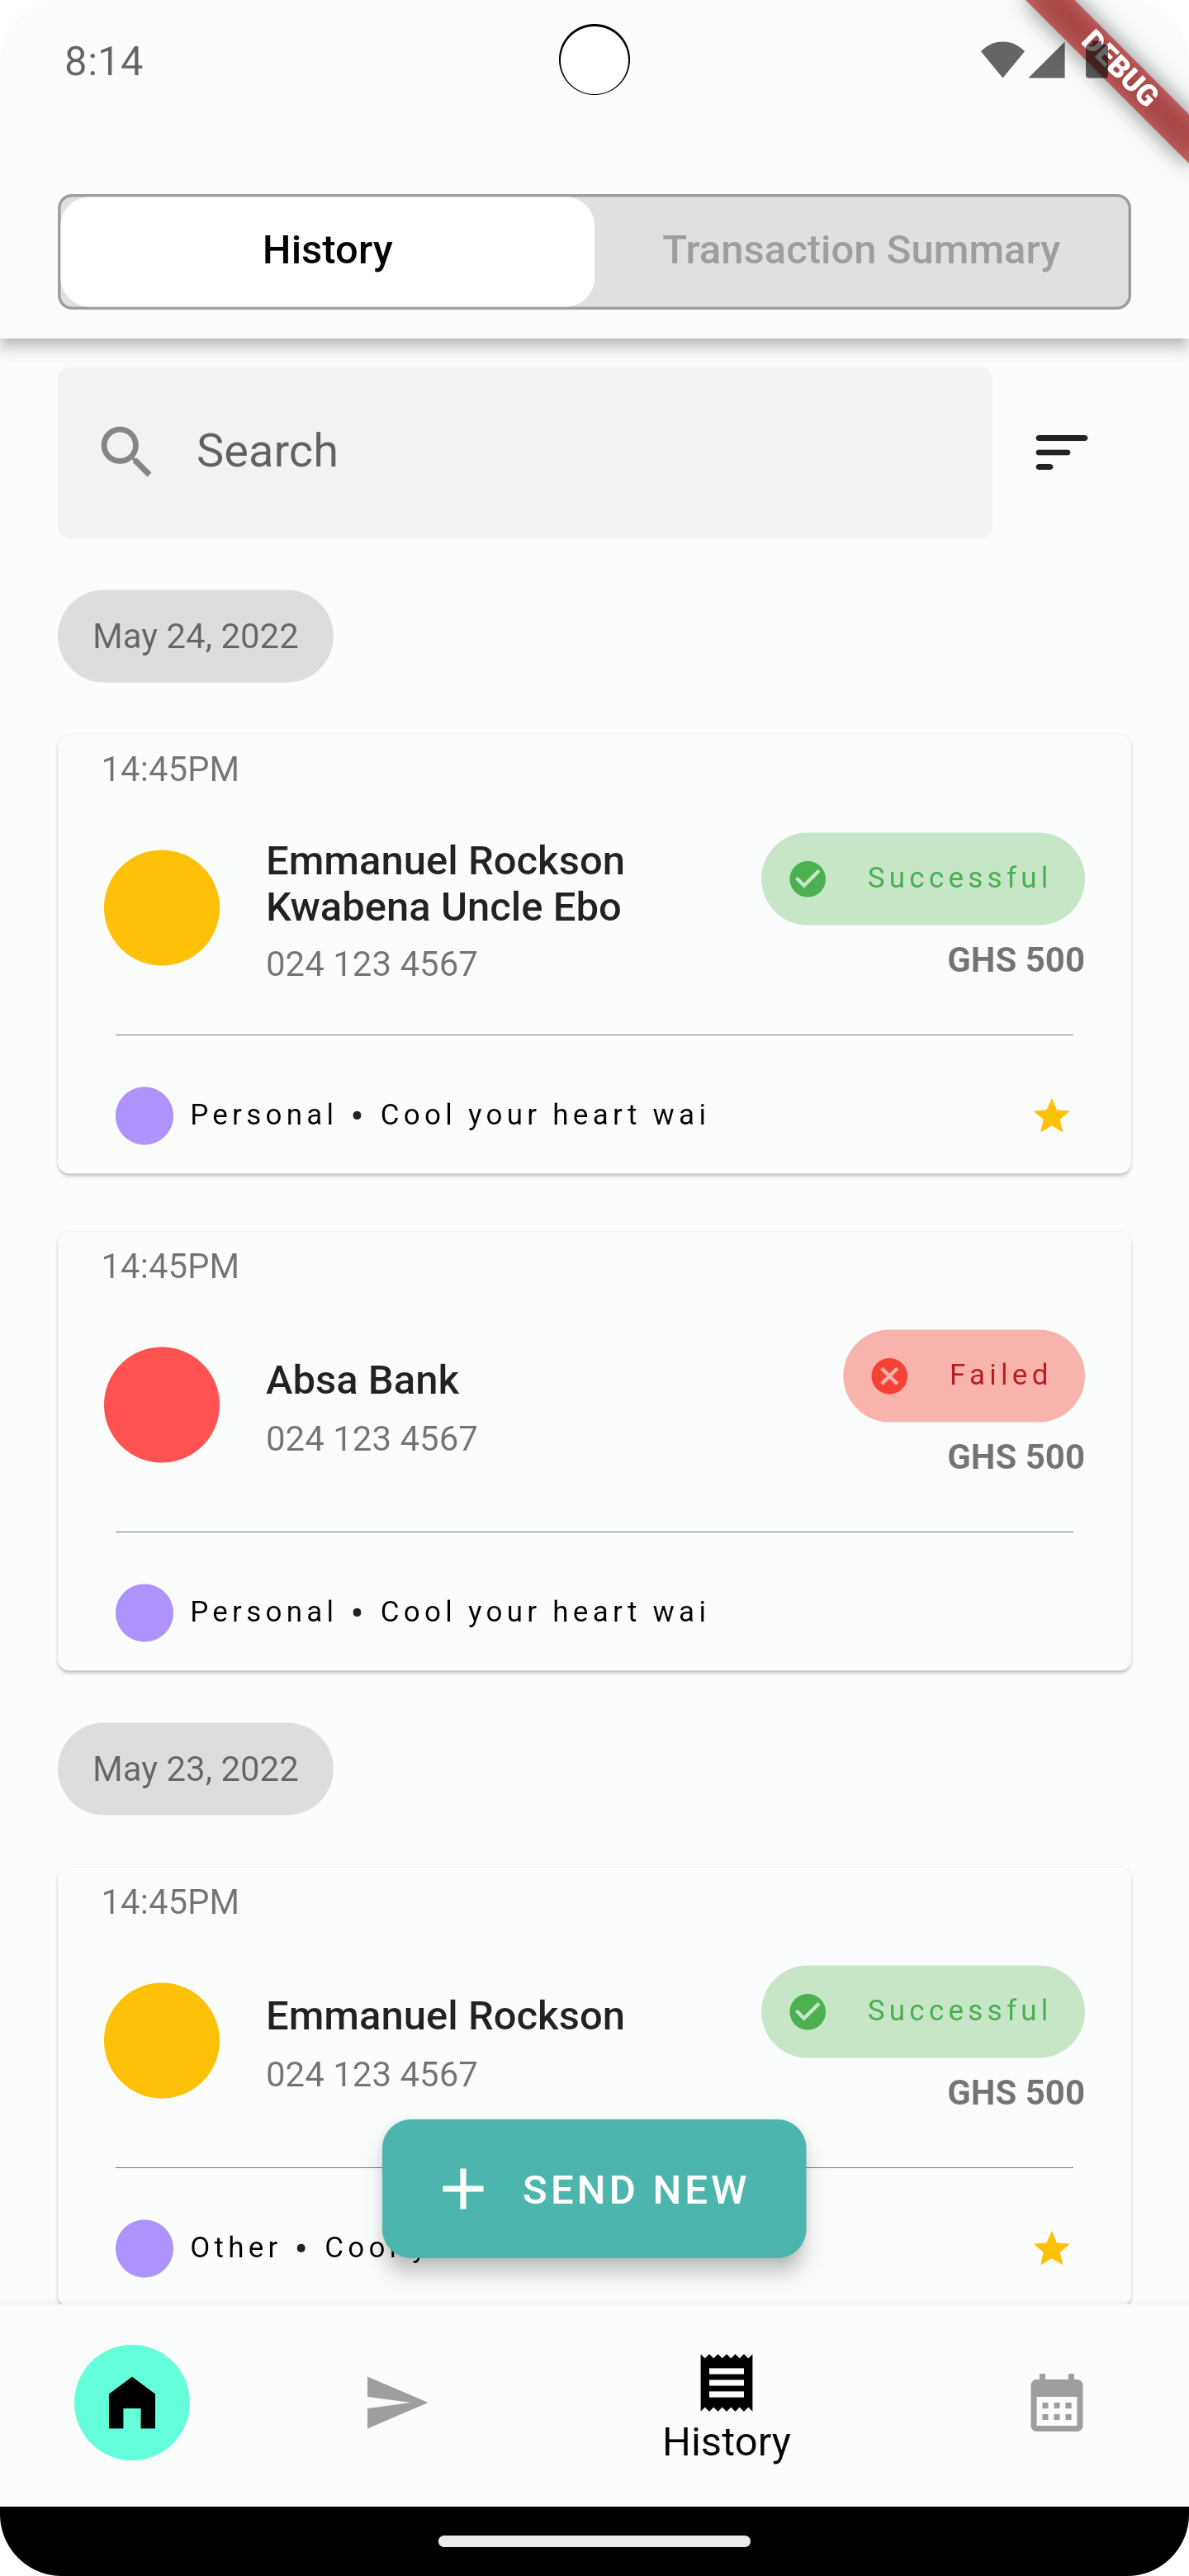 8:14
DEBUG
History
Transaction Summary
Search
May 24, 2022
14:45PM
Emmanuel Rockson
Kwabena Uncle Ebo
024 123 4567
Successful
GHS 500
Personal • Cool your heart wai
14:45PM
Absa Bank
024 123 4567
Failed
GHS 500
Personal • Cool your heart wai
May 23, 2022
14:45PM
Emmanuel Rockson
024 123 4567
Successful
GHS 500
SEND NEW
Other •
History